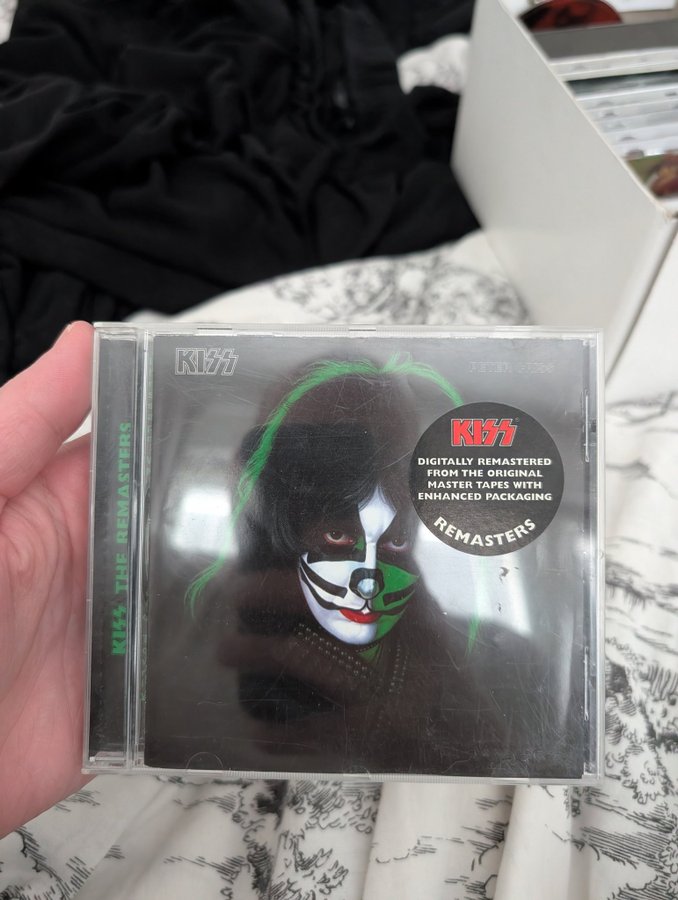 KISS
PETER CRISS
KISS
DIGITALLY REMASTERED
FROM THE ORIGINAL
MASTER TAPES WITH
ENHANCED PACKAGING
REMASTERS
KISS THE REMASTERS